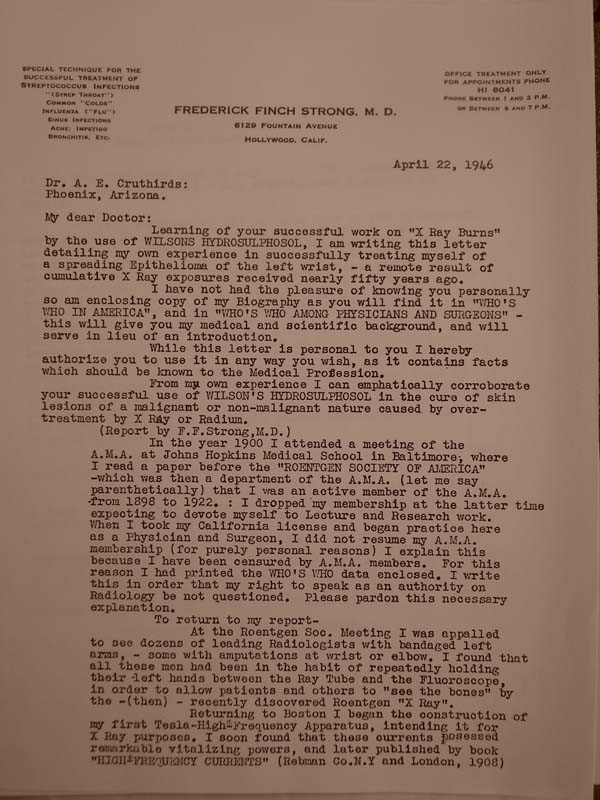 SPECIAL TECHNIQUE FOR THE
SUCCESSFUL TREATMENT OF
STREPTOCOCCUS INFECTIONS
"(STREP THROAT")
COMMON "COLDS"
INFLUENZA ("FLU")
SINUS INFECTIONS
ACNE; IMPETIGO
BRONCHITIS, ETC.
OFFICE TREATMENT ONLY
FOR APPOINTMENTS PHONE
HI 8041
PHONE BETWEEN 1 AND 3 P.M.
OR BETWEEN 6 AND 7 P.M.
FREDERICK FINCH STRONG, M. D.
6129 FOUNTAIN AVENUE
HOLLYWOOD, CALIF.
April 22, 1946
Dr. A. E. Cruthirds:
Phoenix, Arizona.
My dear Doctor:
Learning of your successful work on "X Ray Burns"
by the use of WILSONS HYDROSULPHOSOL, I am writing this letter
detailing my own experience in successfully treating myself of
a spreading Epithelioma of the left wrist, - a remote result of
cumulative X Ray exposures received nearly fifty years ago.
I have not had the pleasure of knowing you personally
so am enclosing copy of my Biography as you will find it in "WHO'S
WHO IN AMERICA", and in "WHO'S WHO AMONG PHYSICIANS AND SURGEONS" -
this will give you my medical and scientific background, and will
serve in lieu of an introduction.
While this letter is personal to you I hereby
authorize you to use it in any way you wish, as it contains facts
which should be known to the Medical Profession.
From my own experience I can emphatically corroborate
your successful use of WILSON'S HYDROSULPHOSOL in the cure of skin
lesions of a malignant or non-malignant nature caused by over-
treatment by X RAy or Radium.
(Report by F.F.Strong,M.D.)
In the year 1900 I attended a meeting of the
A.M.A. at Johns Hopkins Medical School in Baltimore, where
I read a paper before the "ROENTGEN SOCIETY OF AMERICA"
-which was then a department of the A.M.A. (let me say
parenthetically) that I was an active member of the A.M.A.
from 1898 to 1922. : I dropped my membership at the latter time
expecting to devote myself to Lecture and Research work.
When I took my California license and began practice here
as a Physician and Surgeon, I did not resume my A.M.A.
membership (for purely personal reasons) I explain this
because I have been censured by A.M.A. members. For this
reason I had printed the WHO'S WHO data enclosed. I write
this in order that my right to speak as an authority on
Radiology be not questioned. Please pardon this necessary
explanation.
To return to my report-
At the Roentgen Soc. Meeting I was appalled
to see dozens of leading Radiologists with bandaged left
arms, - some with amputations at wrist or elbow. I found that
all these men had been in the habit of repeatedly holding
their left hands between the Ray Tube and the Fluoroscope,
in order to allow patients and others to "see the bones" by
the -(then) - recently discovered Roentgen "X Ray".
Returning to Boston I began the construction of
my first Tesla-High-Frequency Apparatus, intending it for
X Ray purposes. I soon found that these currents posessed
remarkable vitalizing powers, and later published by book
"HIGH-FREQUENCY CURRENTS" (Rebman Co.N.Y and London, 1908)